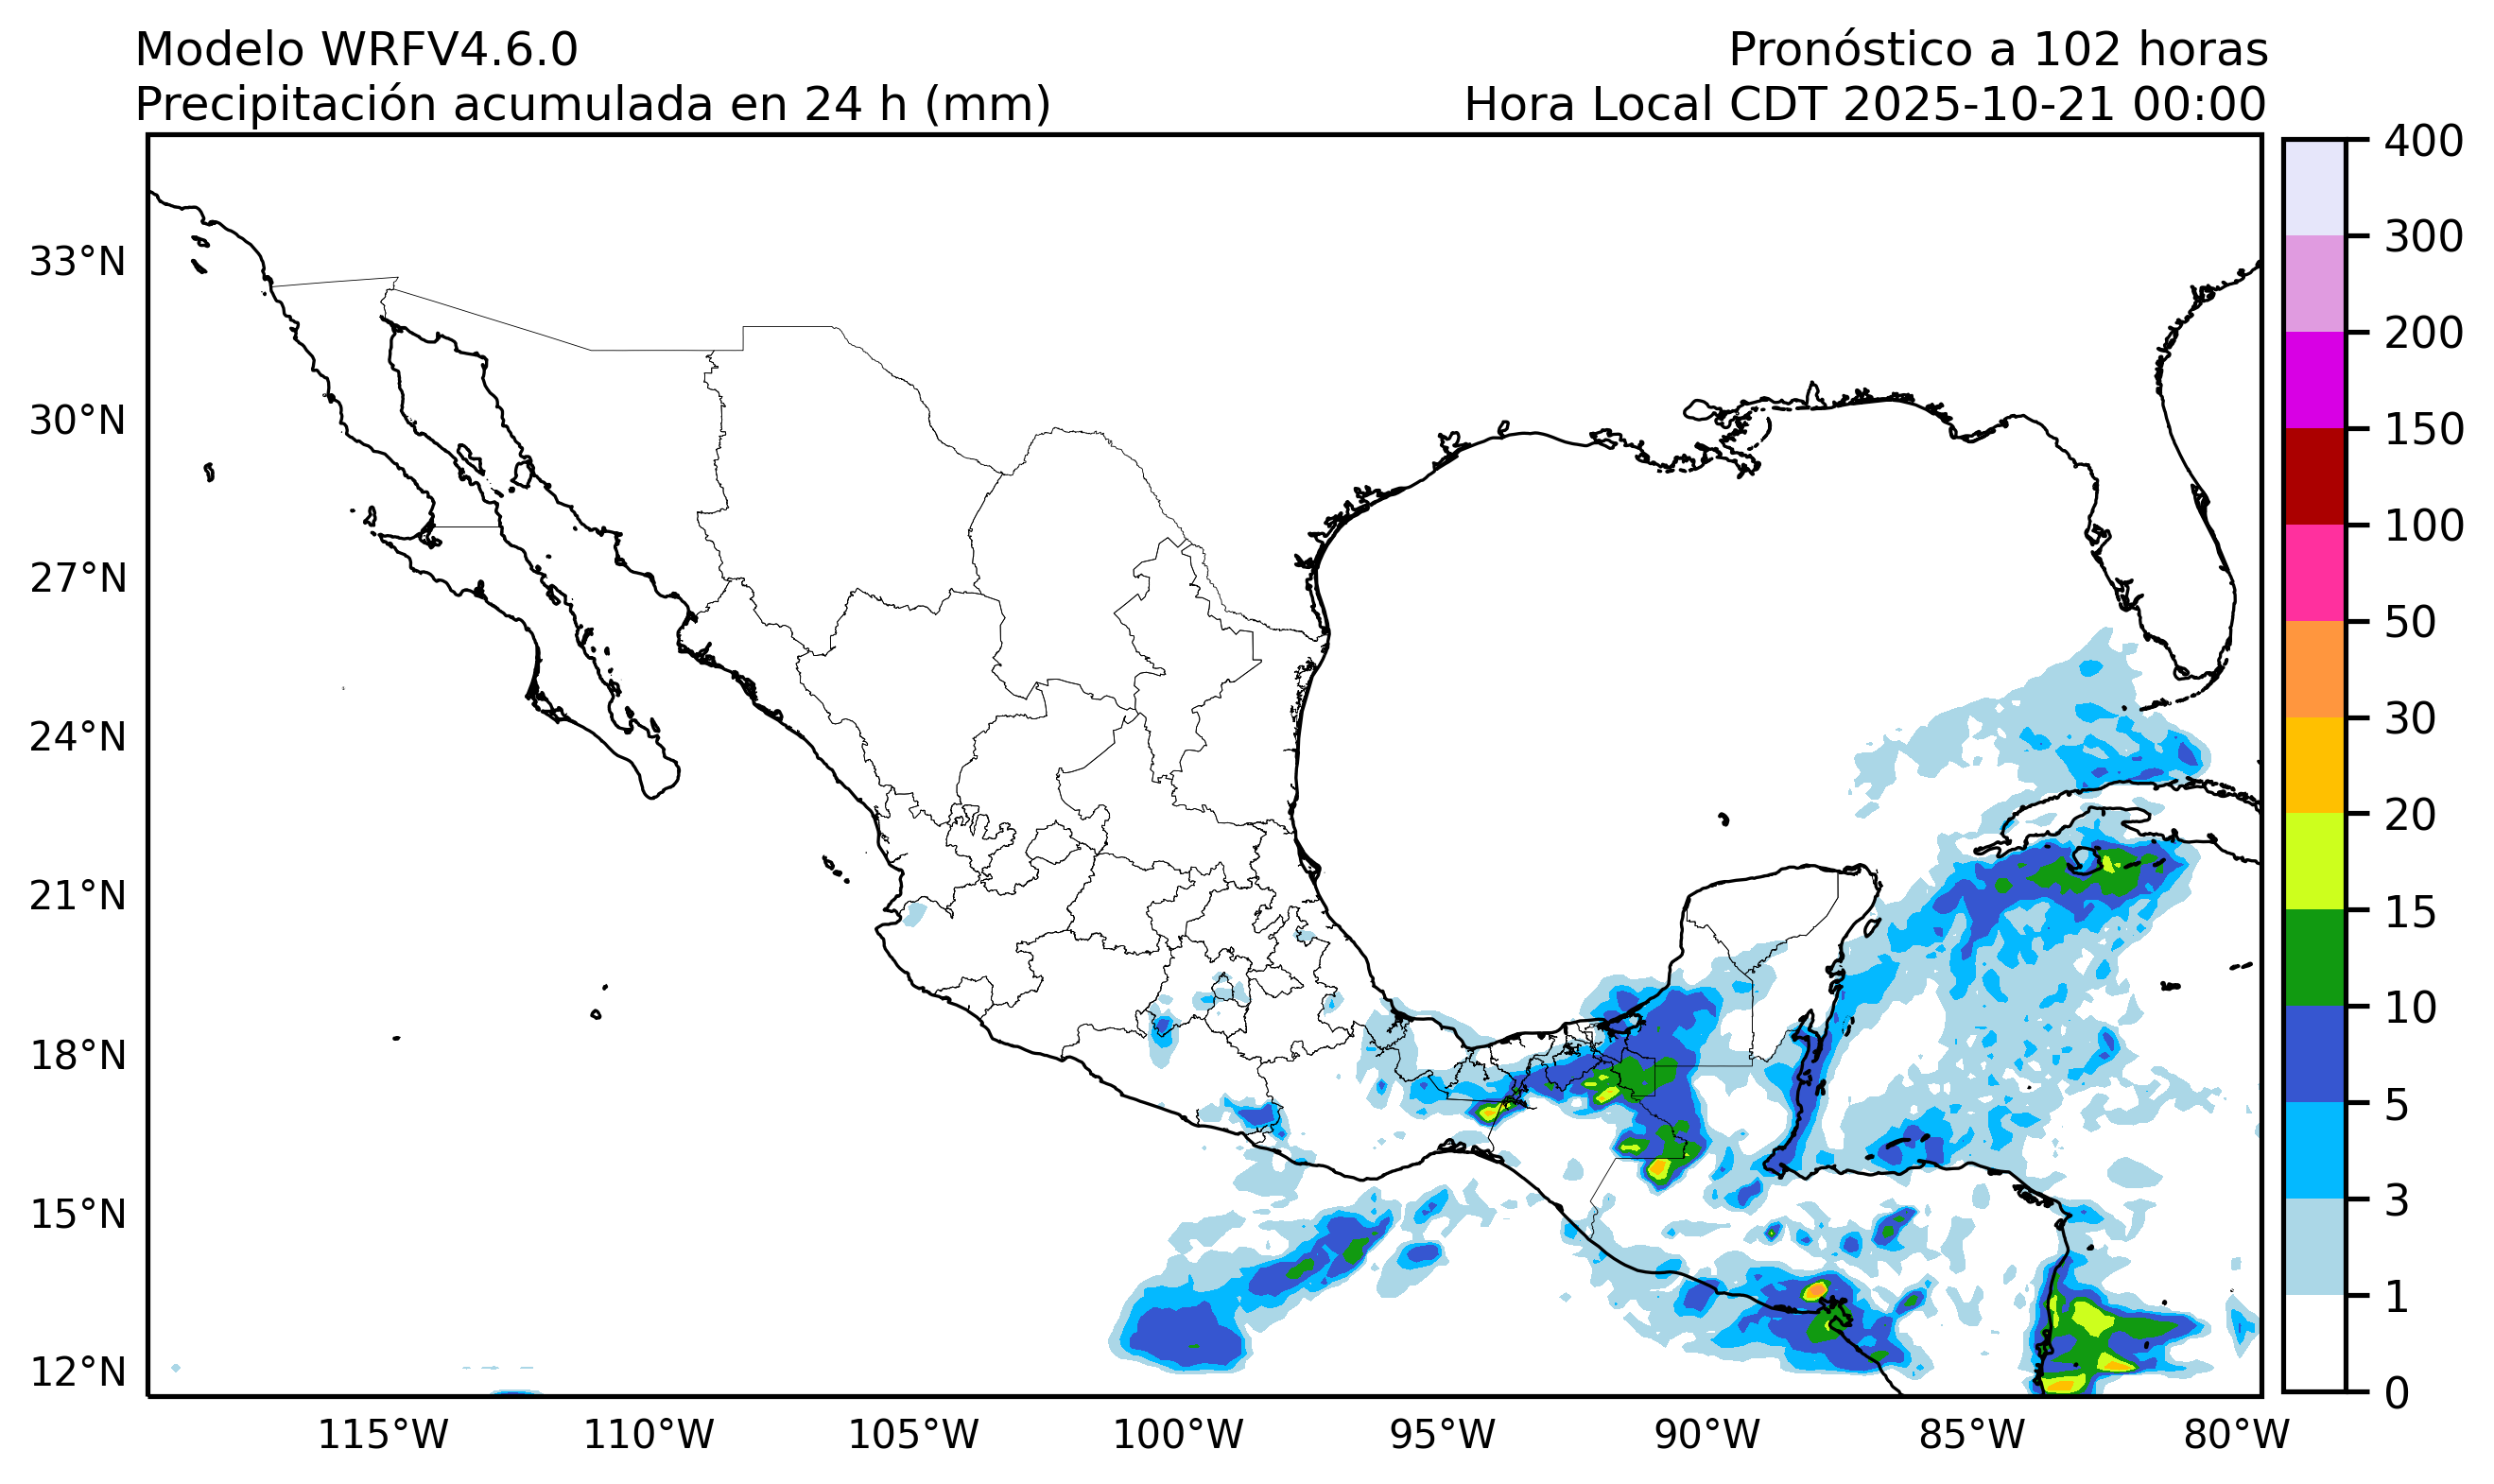 Modelo WRFV4.6.0
Pronóstico a 102 horas
Precipitación acumulada en 24 h (mm)
Hora Local CDT 2025-10-21 00:00
400
300
200
150
100
50
30
20
15
10
5
3
1
0
33°N
30°N
27°N
24°N
21°N
18°N
15°N
12°N
115°W
110°W
105°W
100°W
95°W
90°W
85°W
80°W